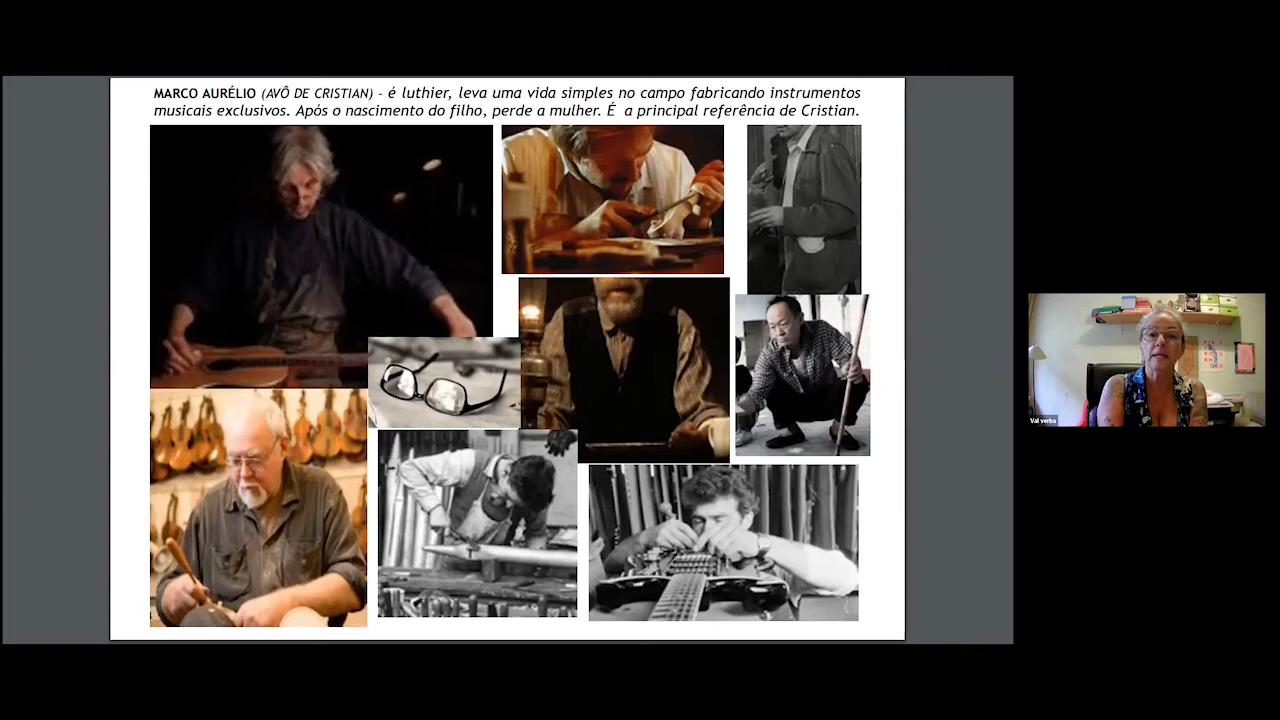 MARCO AURÉLIO (AVÔ DE CRISTIAN) - é luthier, leva uma vida simples no campo fabricando instrumentos
musicais exclusivos. Após o nascimento do filho, perde a mulher. É a principal referência de Cristian.
Val verba